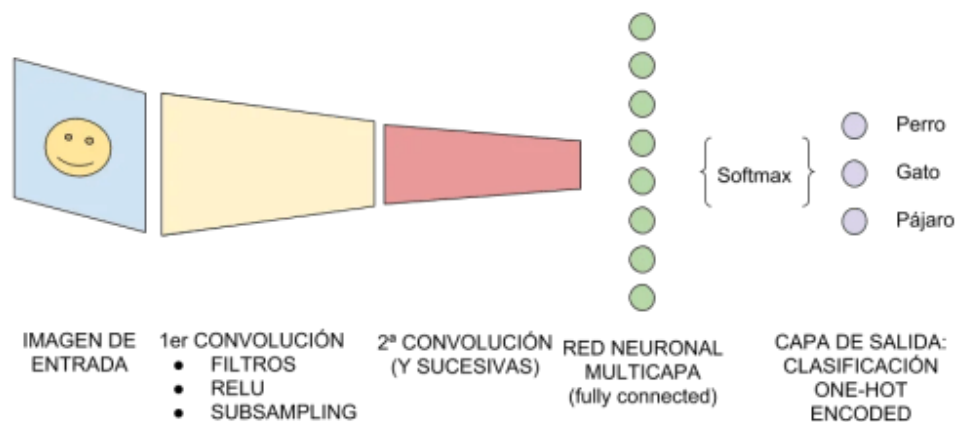 Softmax
Perro
Gato
Pájaro
IMAGEN DE
ENTRADA
1er CONVOLUCIÓN
● FILTROS
● RELU
● SUBSAMPLING
2ª CONVOLUCIÓN
(Y SUCESIVAS)
RED NEURONAL
MULTICAPA
(fully connected)
CAPA DE SALIDA:
CLASIFICACIÓN
ONE-HOT
ENCODED